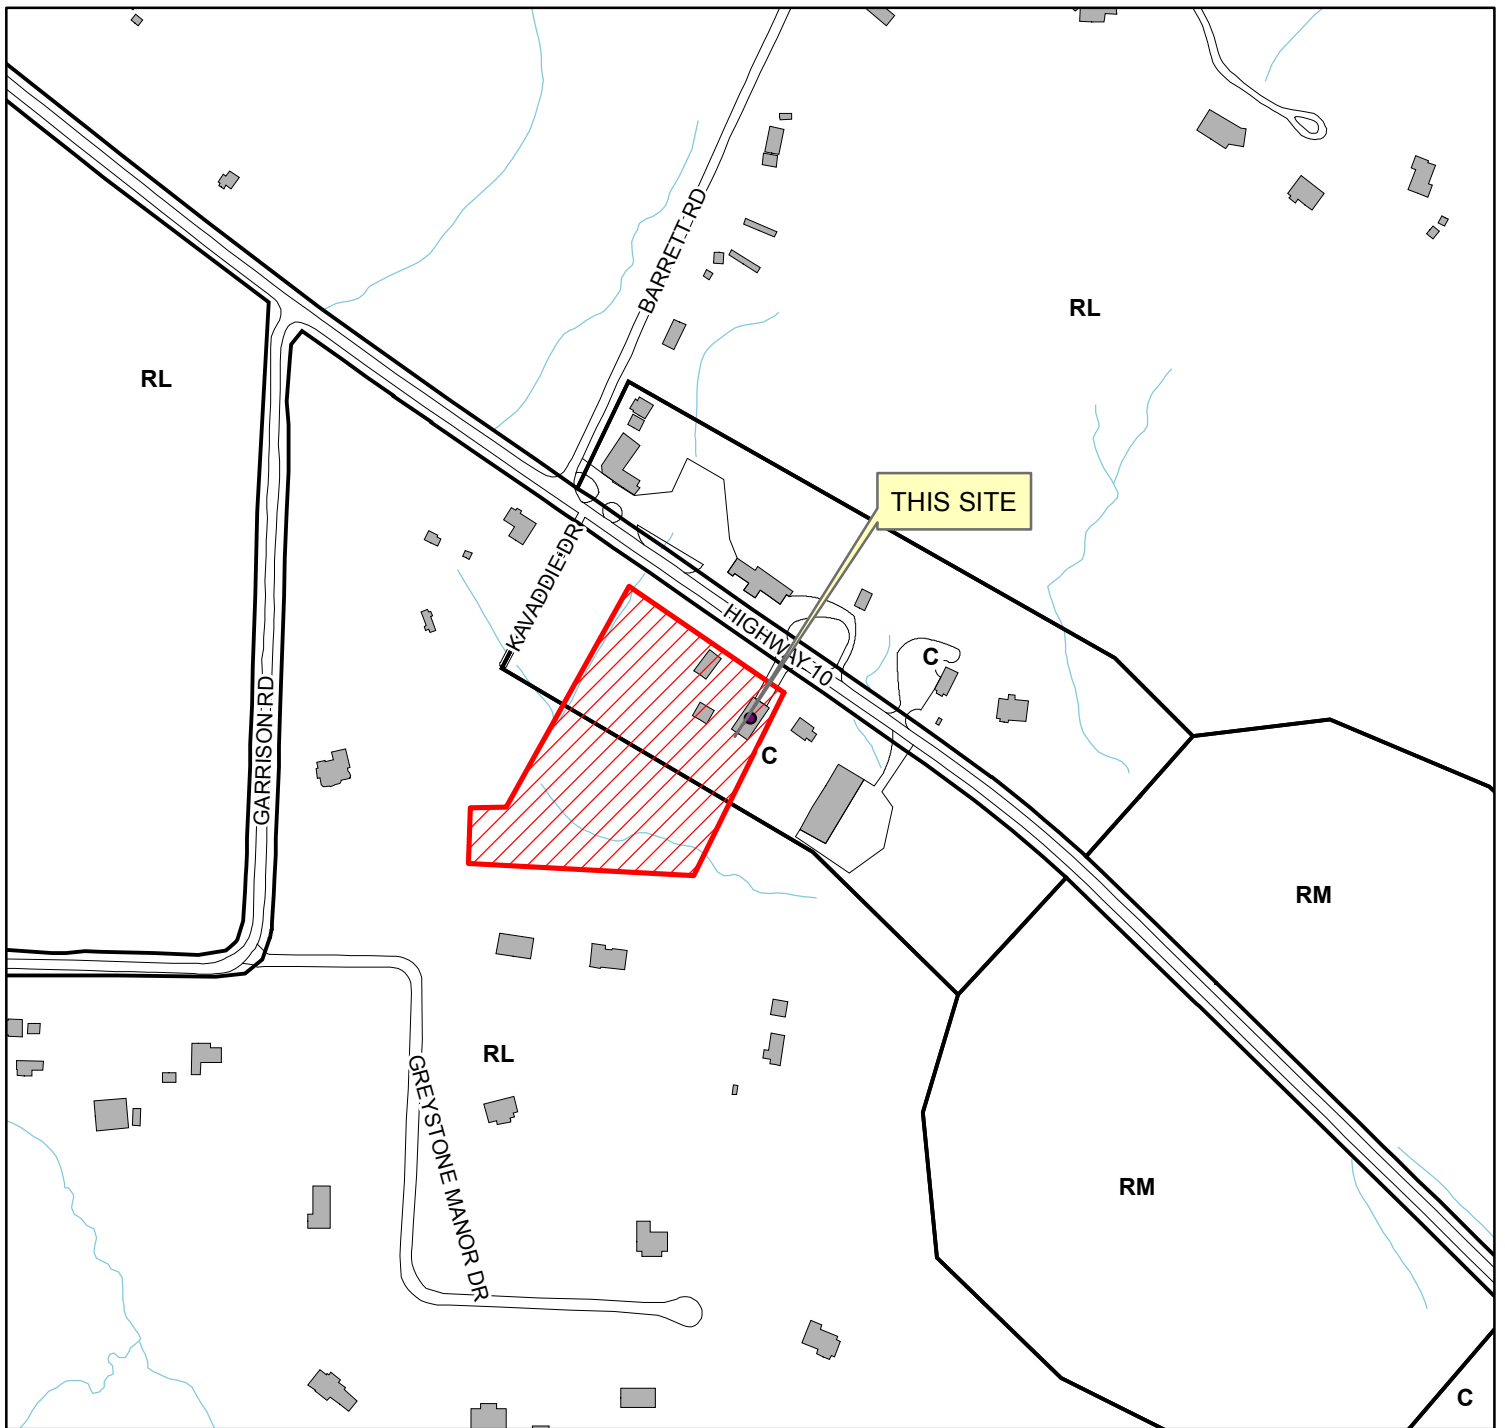 BARRETT RD
RL
RL
THIS SITE
KAVADDIE DR
HIGHWAY 10
C
GARRISON RD
C
RM
RL
GREYSTONE MANOR DR
RM
C